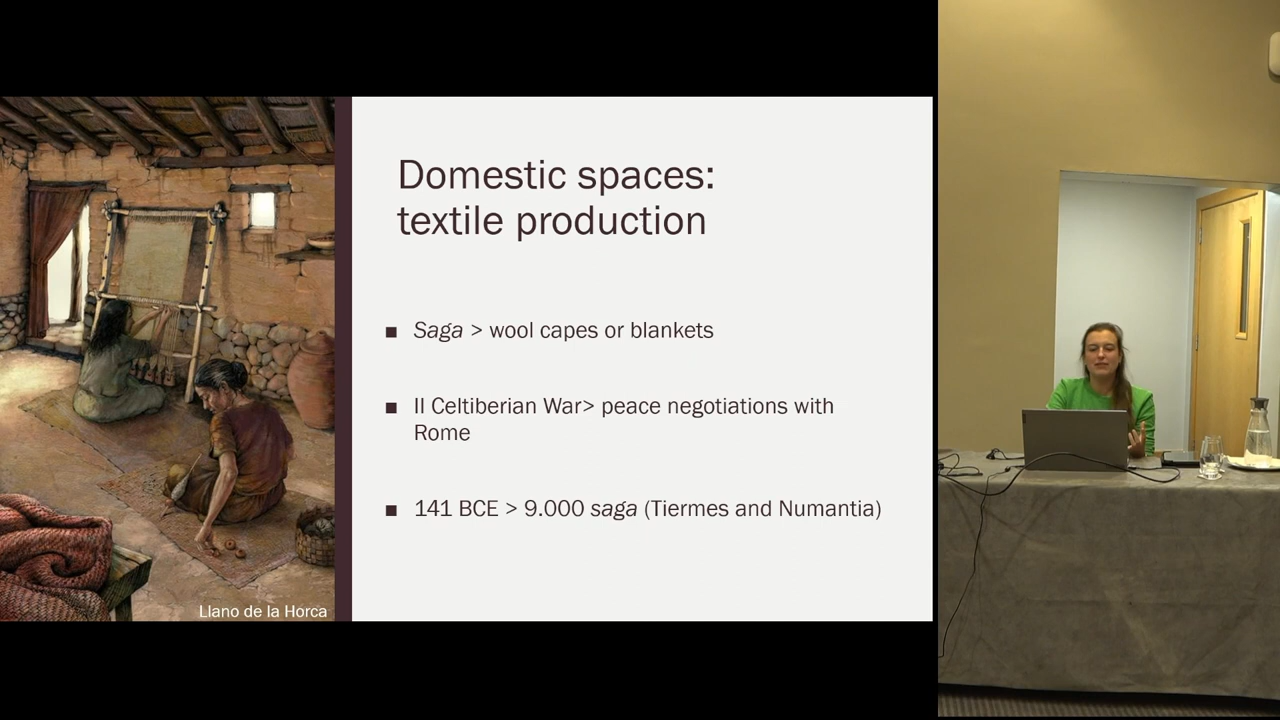 Domestic spaces:
textile production
■ Saga > wool capes or blankets
■ II Celtiberian War> peace negotiations with
Rome
■ 141 BCE > 9.000 saga (Tiermes and Numantia)
Llano de la Horca